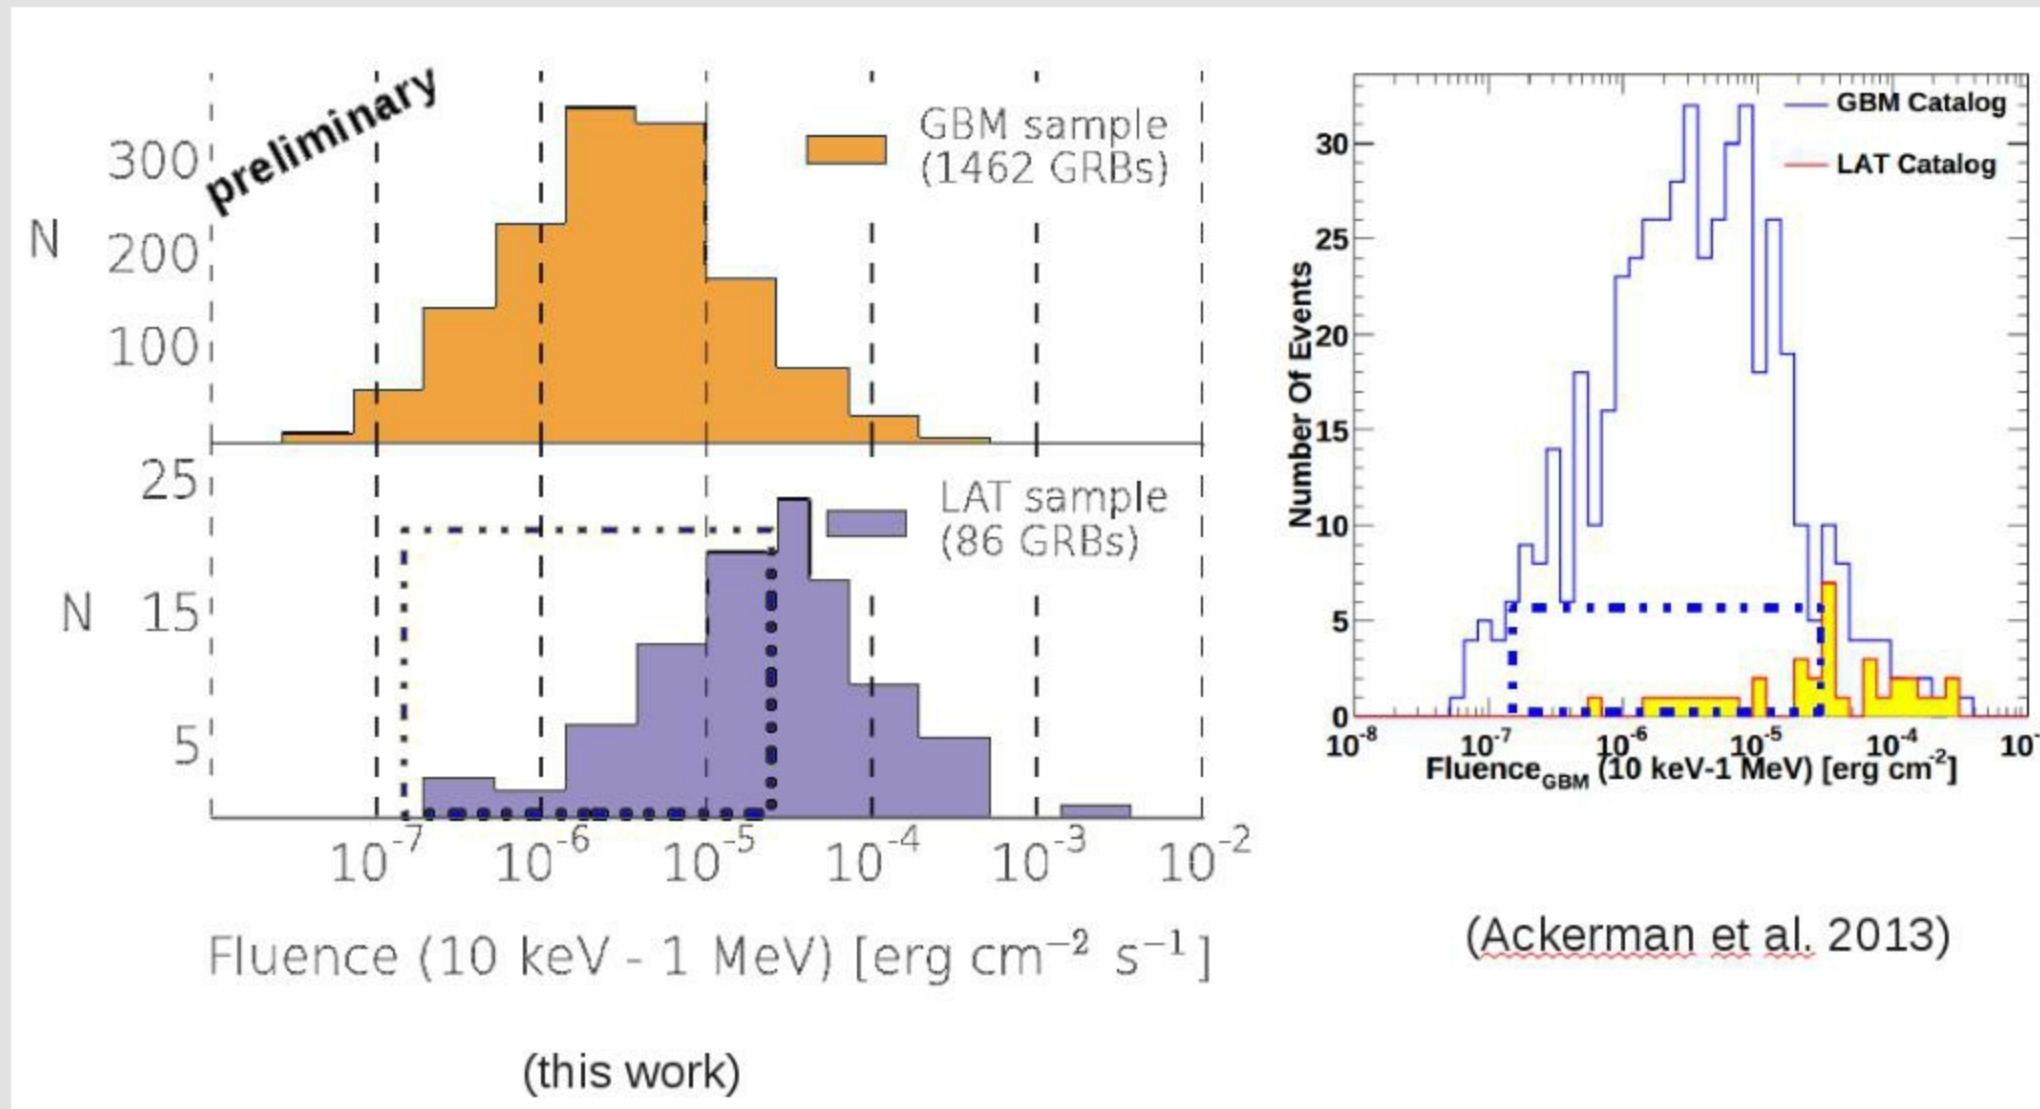 preliminary
300
200
100
N
GBM sample
(1462 GRBs)
25
15
5
N
LAT sample
(86 GRBs)
10^-7 10^-6 10^-5 10^-4 10^-3 10^-2
Fluence (10 keV - 1 MeV) [erg cm^−2 s^−1]
(this work)
GBM Catalog
LAT Catalog
Number Of Events
30
25
20
15
10
5
0
10^-8 10^-7 10^-6 10^-5 10^-4 10^-
Fluence_GBM (10 keV-1 MeV) [erg cm^-2]
(Ackerman et al. 2013)